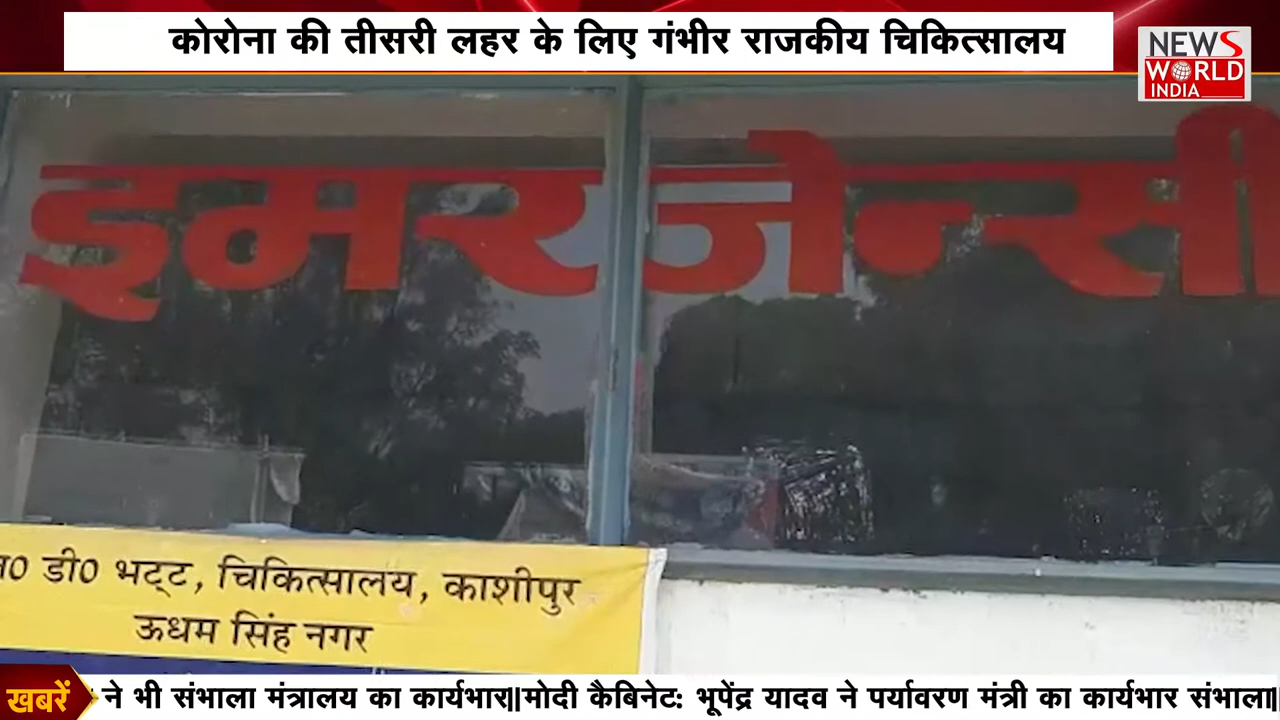 कोरोना की तीसरी लहर के लिए गंभीर राजकीय चिकित्सालय
NEWS
WORLD
INDIA
इमरजेन्सी
डी0 भट्ट, चिकित्सालय, काशीपुर
ऊधम सिंह नगर
खबरें
ने भी संभाला मंत्रालय का कार्यभार||मोदी कैबिनेट: भूपेंद्र यादव ने पर्यावरण मंत्री का कार्यभार संभाला||